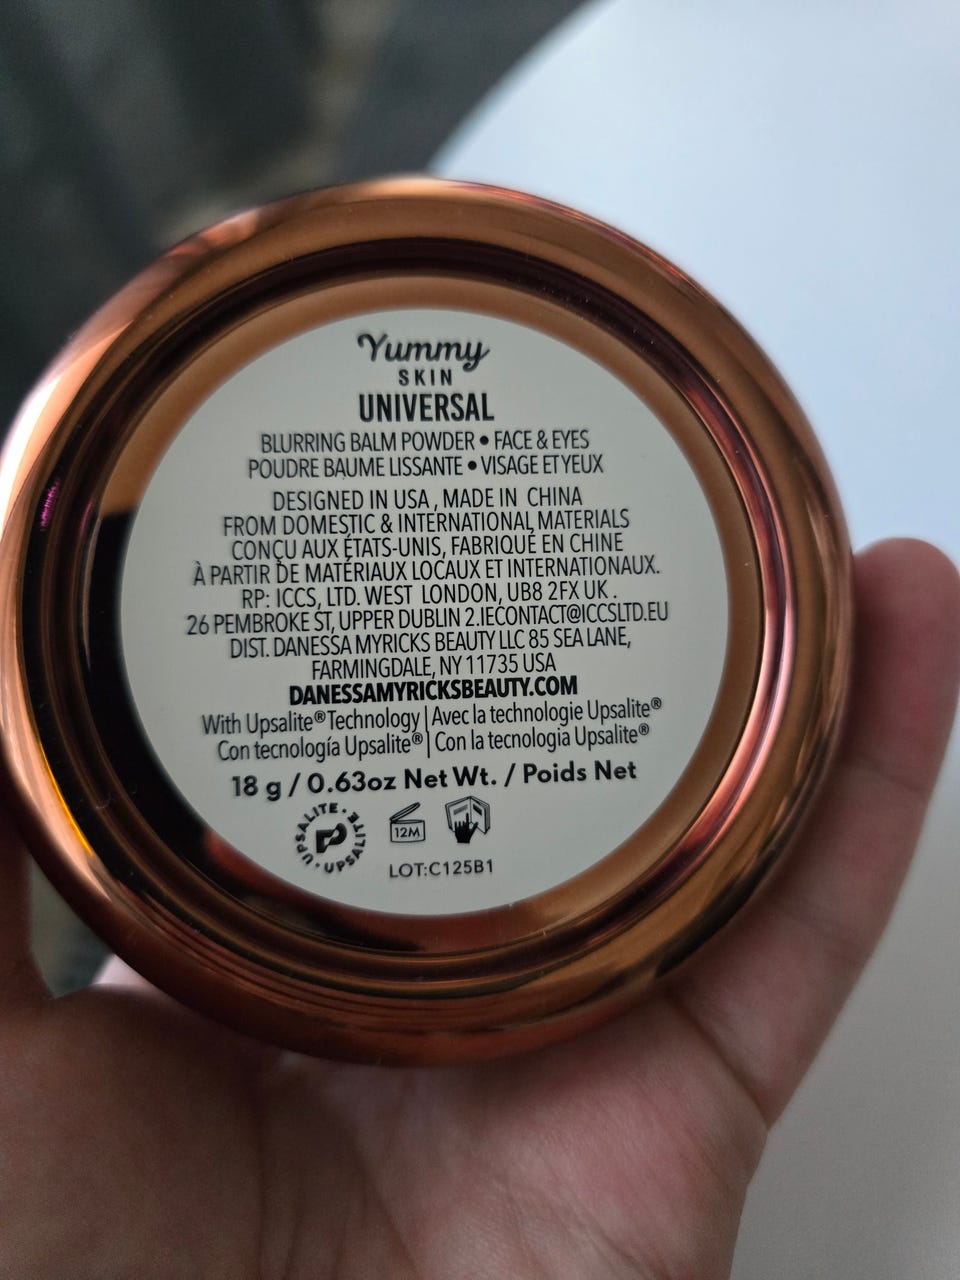 Yummy
SKIN
UNIVERSAL
BLURRING BALM POWDER • FACE & EYES
POUDRE BAUME LISSANTE • VISAGE ET YEUX
DESIGNED IN USA , MADE IN CHINA
FROM DOMESTIC & INTERNATIONAL MATERIALS
CONÇU AUX ÉTATS-UNIS, FABRIQUÉ EN CHINE
À PARTIR DE MATÉRIAUX LOCAUX ET INTERNATIONAUX.
RP: ICCS, LTD. WEST LONDON, UB8 2FX UK .
26 PEMBROKE ST, UPPER DUBLIN 2.IECONTACT@ICCSLTD.EU
DIST. DANESSA MYRICKS BEAUTY LLC 85 SEA LANE,
FARMINGDALE, NY 11735 USA
DANESSAMYRICKSBEAUTY.COM
With Upsalite® Technology | Avec la technologie Upsalite®
Con tecnología Upsalite® | Con la tecnologia Upsalite®
18 g / 0.63oz Net Wt. / Poids Net
UPSALITE • UPSALITE •
12M
LOT:C125B1